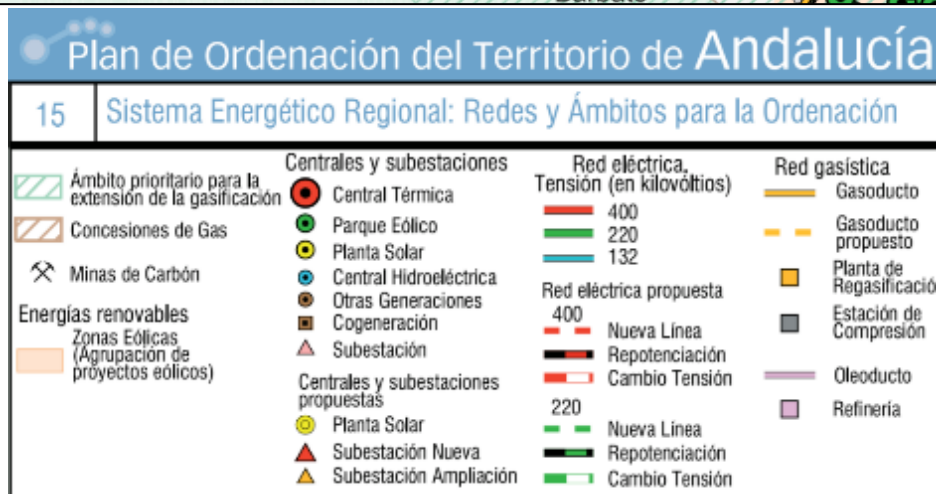 Barbate
Plan de Ordenación del Territorio de Andalucía
15
Sistema Energético Regional: Redes y Ámbitos para la Ordenación
Ámbito prioritario para la
extensión de la gasificación
Concesiones de Gas
Minas de Carbón
Energías renovables
Zonas Eólicas
(Agrupación de
proyectos eólicos)
Centrales y subestaciones
Central Térmica
Parque Eólico
Planta Solar
Central Hidroeléctrica
Otras Generaciones
Cogeneración
Subestación
Centrales y subestaciones
propuestas
Planta Solar
Subestación Nueva
Subestación Ampliación
Red eléctrica.
Tensión (en kilovóltios)
400
220
132
Red eléctrica propuesta
400
Nueva Línea
Repotenciación
Cambio Tensión
220
Nueva Línea
Repotenciación
Cambio Tensión
Red gasística
Gasoducto
Gasoducto
propuesto
Planta de
Regasificació
Estación de
Compresión
Oleoducto
Refinería